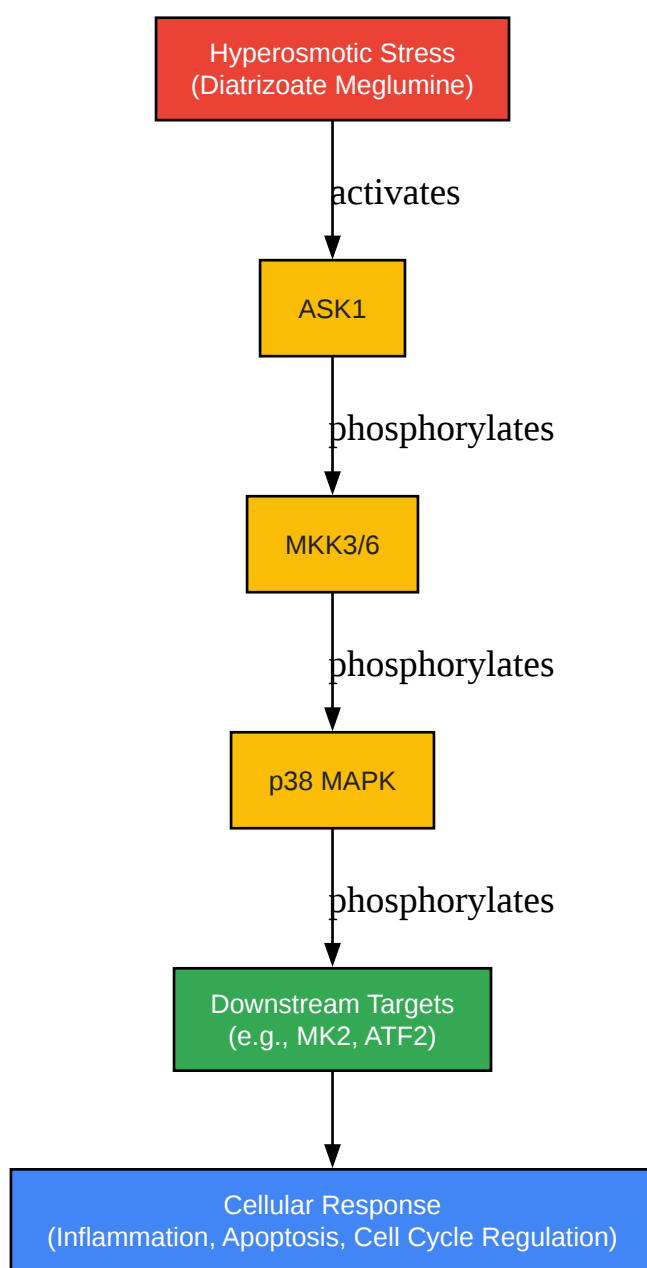 Hyperosmotic Stress
(Diatrizoate Meglumine)
activates
ASK1
phosphorylates
MKK3/6
phosphorylates
p38 MAPK
phosphorylates
Downstream Targets
(e.g., MK2, ATF2)
Cellular Response
(Inflammation, Apoptosis, Cell Cycle Regulation)